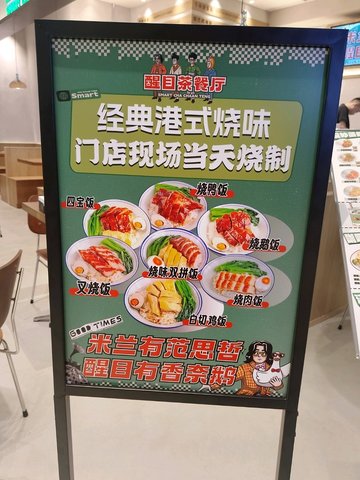 醒目茶餐厅
SMART CHA CHAAN TENG
Smart
经典港式烧味
门店现场当天烧制
烧鸭饭
四宝饭
烧鹅饭
烧味双拼饭
叉烧饭
烧肉饭
白切鸡饭
GOOD TIMES
米兰有范思哲
醒目有香奈鹅